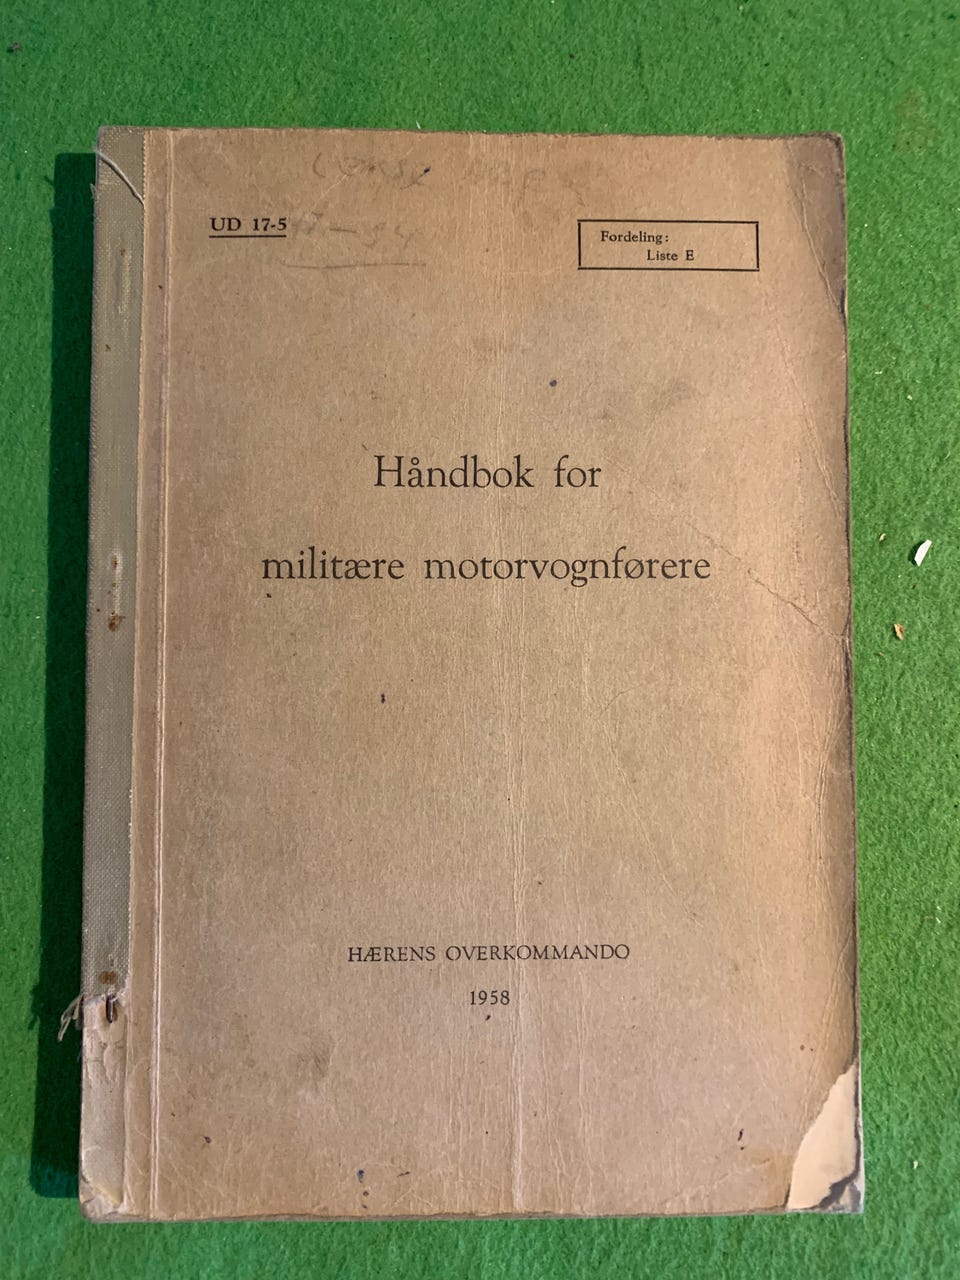 UD 17-5
Fordeling:
Liste E
Håndbok for
militære motorvognførere
HÆRENS OVERKOMMANDO
1958